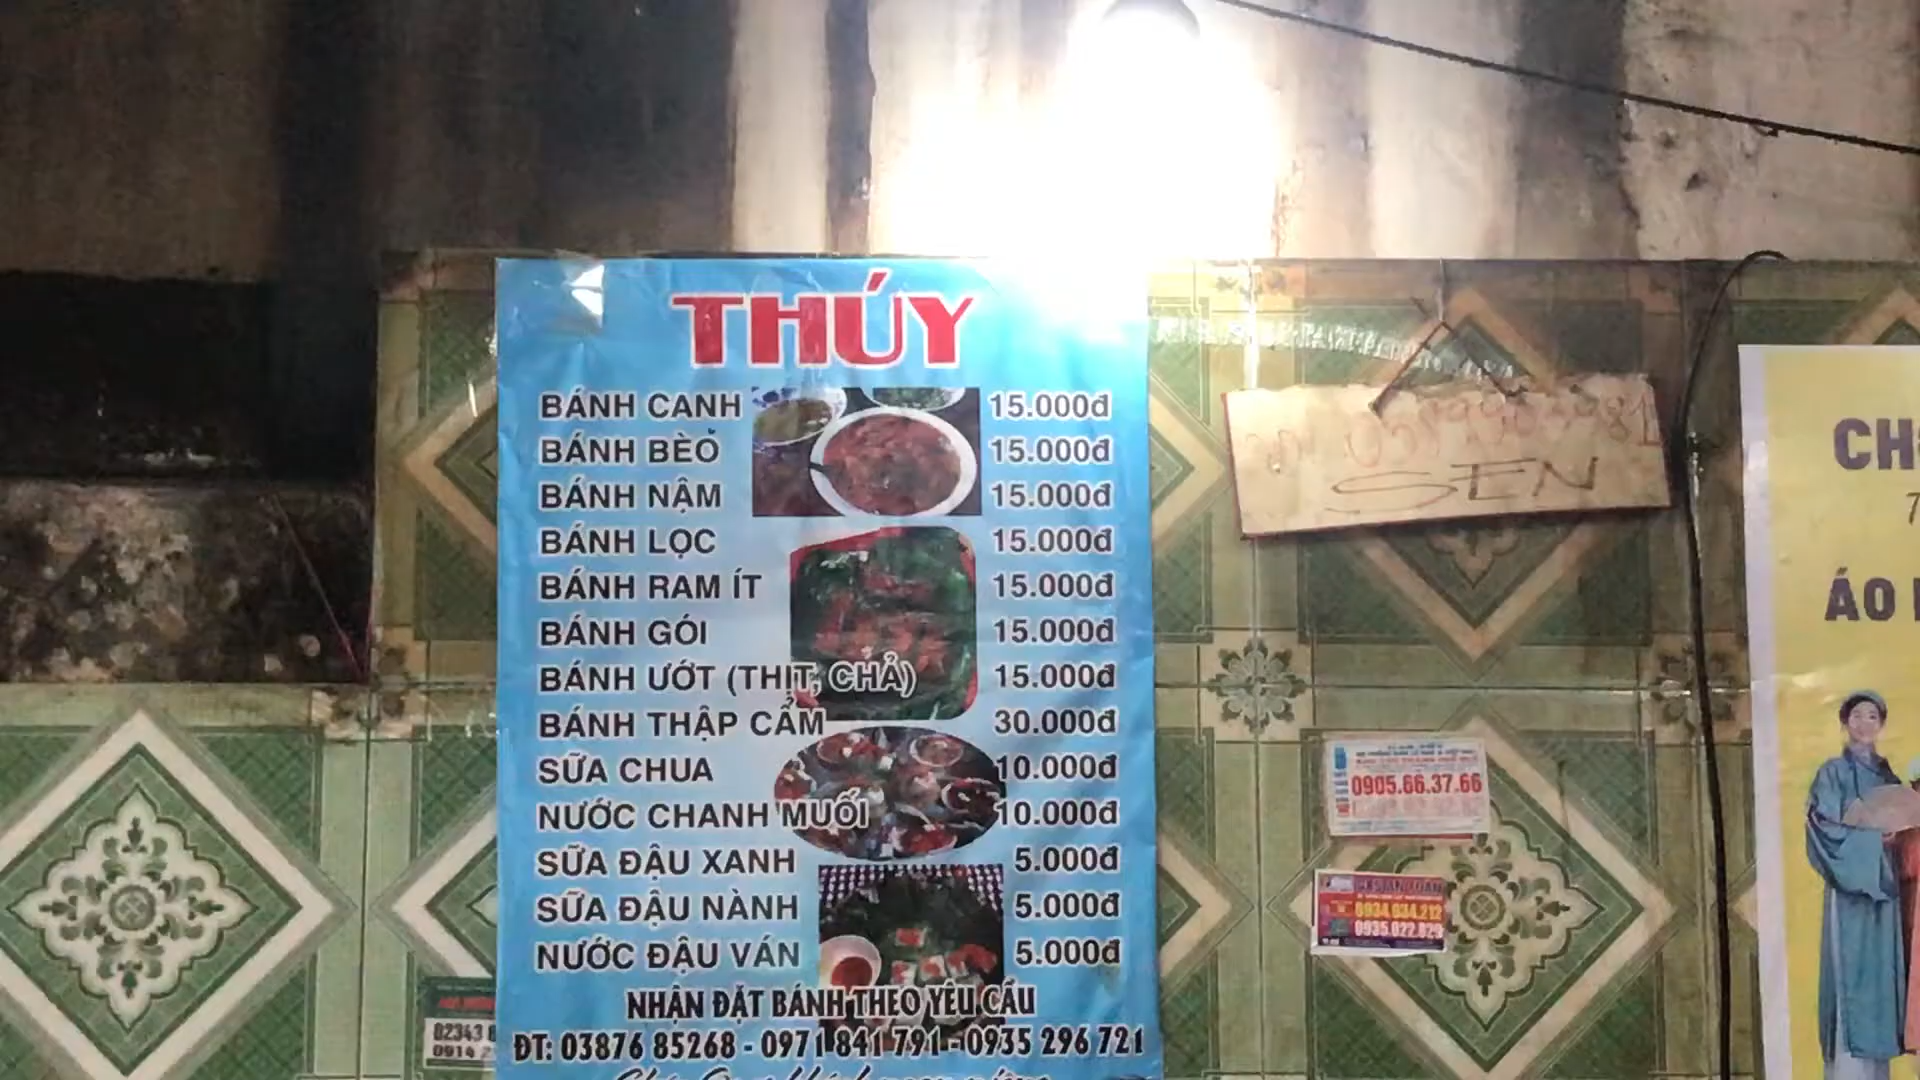 THÚY
BÁNH CANH 15.000đ
BÁNH BÈO 15.000đ
BÁNH NẬM 15.000đ
BÁNH LỌC 15.000đ
BÁNH RAM ÍT 15.000đ
BÁNH GÓI 15.000đ
BÁNH ƯỚT (THỊT, CHẢ) 15.000đ
BÁNH THẬP CẨM 30.000đ
SỮA CHUA 10.000đ
NƯỚC CHANH MUỐI 10.000đ
SỮA ĐẬU XANH 5.000đ
SỮA ĐẬU NÀNH 5.000đ
NƯỚC ĐẬU VÁN 5.000đ
NHẬN ĐẶT BÁNH THEO YÊU CẦU
ĐT: 03876 85268 - 0971 841 791 - 0935 296 721
SEN
0905.66.37.66
0934.034.212
0935.022.829
02343
0914
ÁO